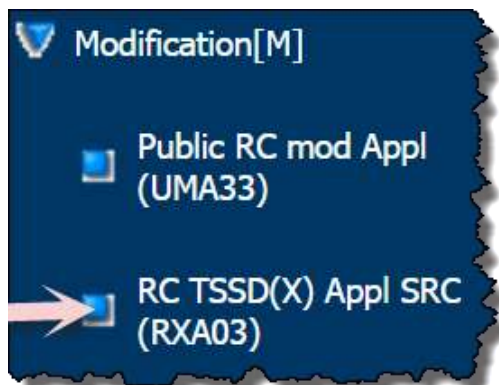 Modification[M]
Public RC mod Appl
(UMA33)
RC TSSD(X) Appl SRC
(RXA03)